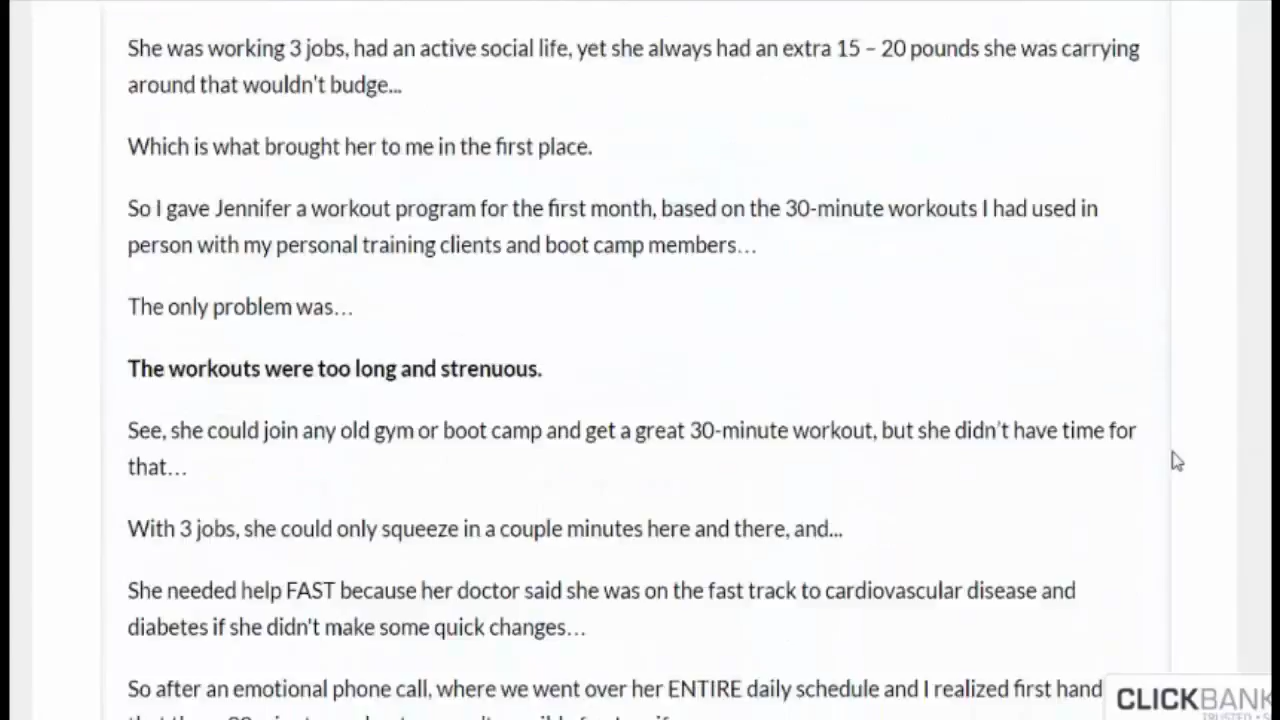 She was working 3 jobs, had an active social life, yet she always had an extra 15 – 20 pounds she was carrying
around that wouldn't budge...
Which is what brought her to me in the first place.
So I gave Jennifer a workout program for the first month, based on the 30-minute workouts I had used in
person with my personal training clients and boot camp members…
The only problem was…
The workouts were too long and strenuous.
See, she could join any old gym or boot camp and get a great 30-minute workout, but she didn’t have time for
that…
With 3 jobs, she could only squeeze in a couple minutes here and there, and...
She needed help FAST because her doctor said she was on the fast track to cardiovascular disease and
diabetes if she didn't make some quick changes…
So after an emotional phone call, where we went over her ENTIRE daily schedule and I realized first hand
CLICKBANK
TRUSTED